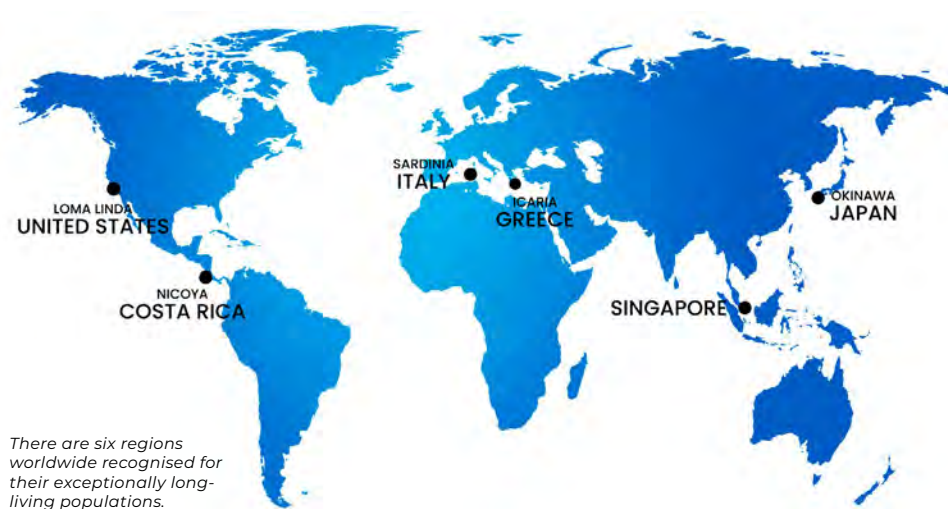 SARDINIA
ITALY
ICARIA
GREECE
OKINAWA
JAPAN
LOMA LINDA
UNITED STATES
NICOYA
COSTA RICA
SINGAPORE
There are six regions
worldwide recognised for
their exceptionally long-
living populations.